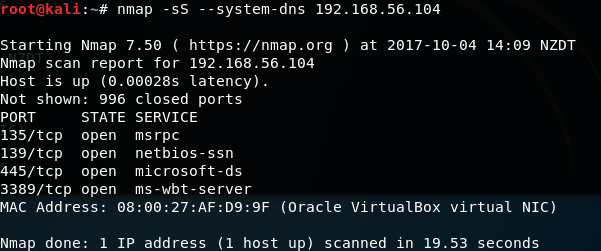 root@kali:~# nmap -sS --system-dns 192.168.56.104
Starting Nmap 7.50 ( https://nmap.org ) at 2017-10-04 14:09 NZDT
Nmap scan report for 192.168.56.104
Host is up (0.00028s latency).
Not shown: 996 closed ports
PORT     STATE SERVICE
135/tcp  open  msrpc
139/tcp  open  netbios-ssn
445/tcp  open  microsoft-ds
3389/tcp open  ms-wbt-server
MAC Address: 08:00:27:AF:D9:9F (Oracle VirtualBox virtual NIC)
Nmap done: 1 IP address (1 host up) scanned in 19.53 seconds